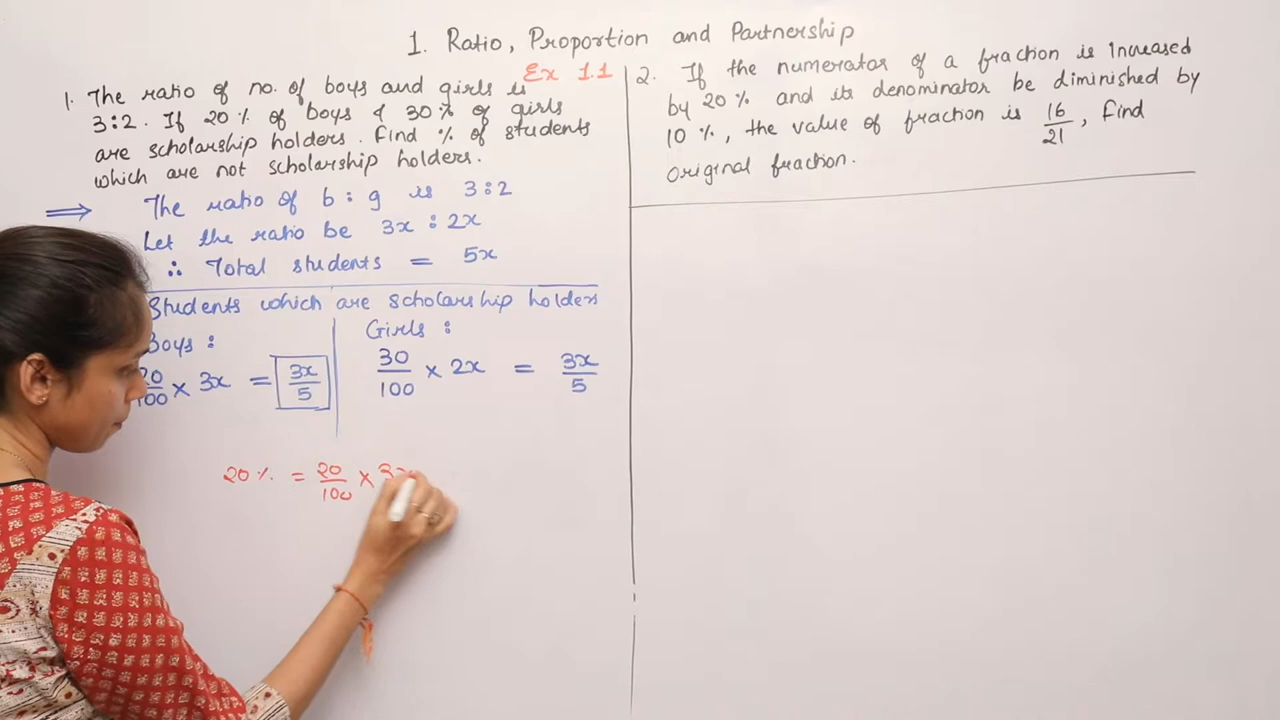 1. Ratio, Proportion and Partnership
Ex 1.1
1. The ratio of no. of boys and girls is
3:2. If 20% of boys & 30% of girls
are scholarship holders. Find % of students
which are not scholarship holders.
⟹ The ratio of b : g is 3:2
Let the ratio be 3x : 2x
∴ Total students = 5x
Students which are scholarship holders
Boys :
20/100 × 3x = 3x/5
Girls :
30/100 × 2x = 3x/5
20% = 20/100 × 3x
2. If the numerator of a fraction is increased
by 20% and its denominator be diminished by
10%, the value of fraction is 16/21, find
original fraction.